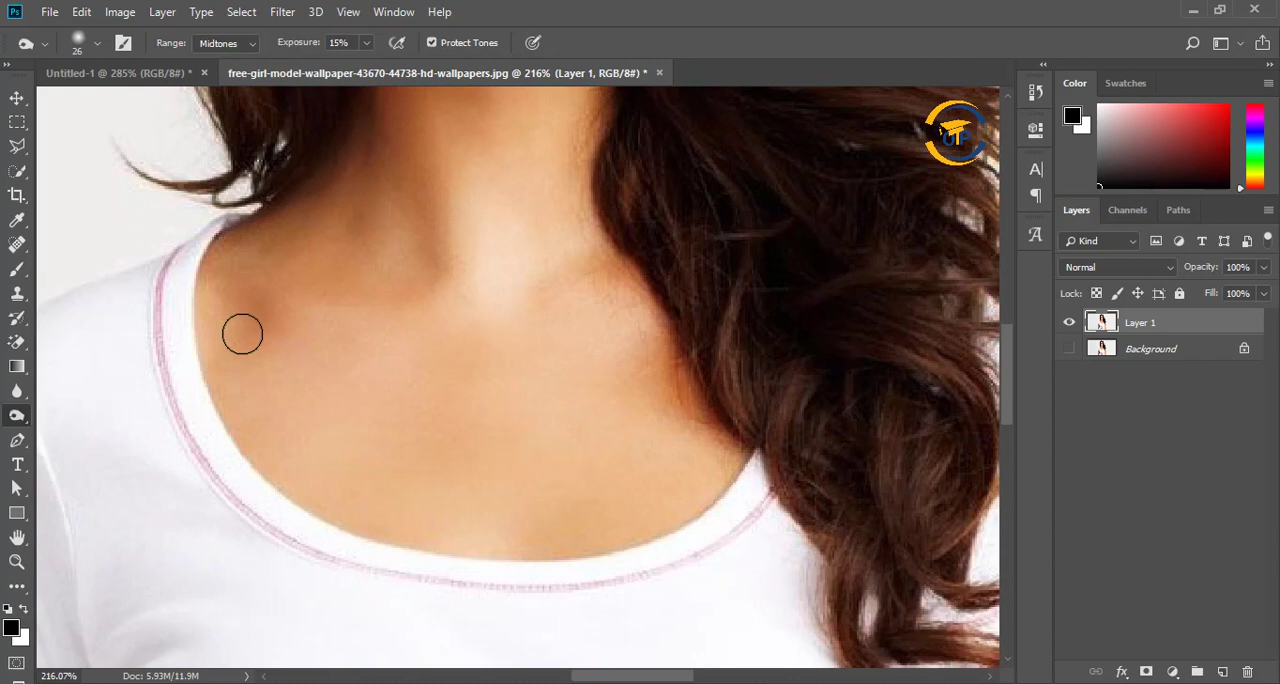 Ps File Edit Image Layer Type Select Filter 3D View Window Help
26 Range: Midtones Exposure: 15% Protect Tones
Untitled-1 @ 285% (RGB/8#) * × free-girl-model-wallpaper-43670-44738-hd-wallpapers.jpg @ 216% (Layer 1, RGB/8#) * ×
Color Swatches
Layers Channels Paths
Kind
Normal Opacity: 100%
Lock: Fill: 100%
Layer 1
Background
216.07% Doc: 5.93M/11.9M